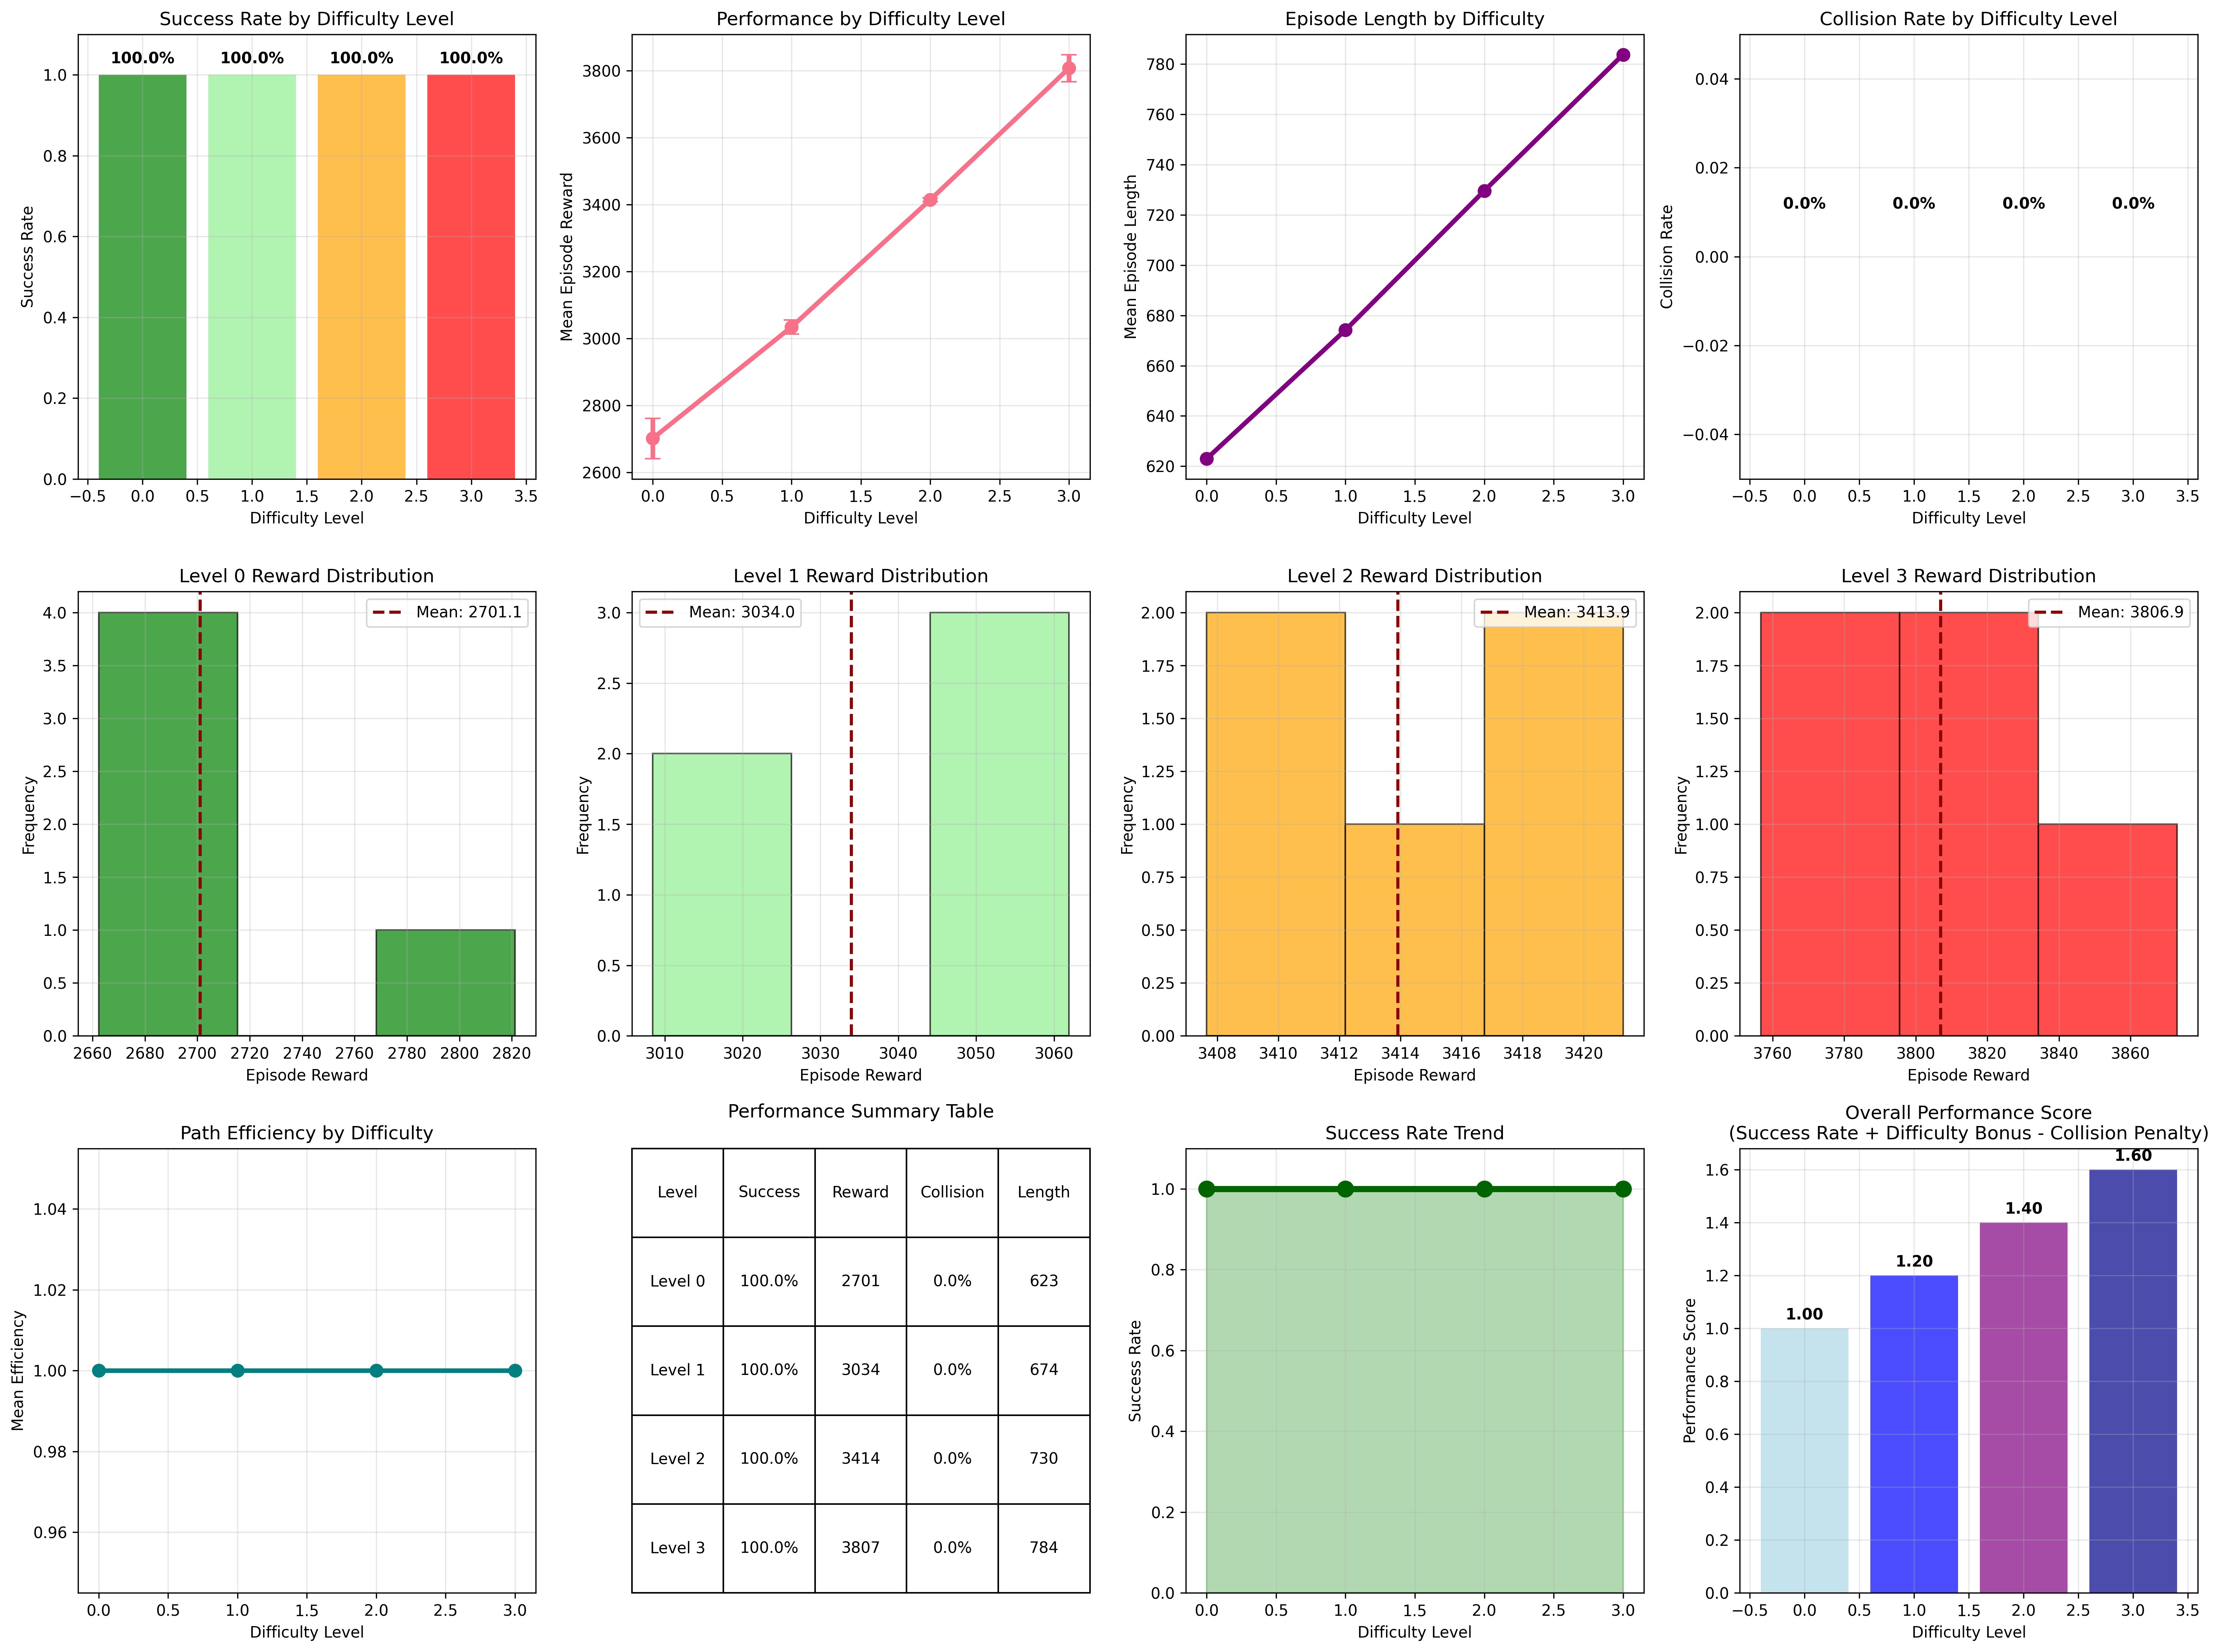 Success Rate by Difficulty Level
100.0% 100.0% 100.0% 100.0%
1.0
0.8
0.6
0.4
0.2
0.0
Success Rate
−0.5 0.0 0.5 1.0 1.5 2.0 2.5 3.0 3.5
Difficulty Level
Performance by Difficulty Level
3800
3600
3400
3200
3000
2800
2600
Mean Episode Reward
0.0 0.5 1.0 1.5 2.0 2.5 3.0
Difficulty Level
Episode Length by Difficulty
780
760
740
720
700
680
660
640
620
Mean Episode Length
0.0 0.5 1.0 1.5 2.0 2.5 3.0
Difficulty Level
Collision Rate by Difficulty Level
0.04
0.02
0.00
−0.02
−0.04
0.0% 0.0% 0.0% 0.0%
Collision Rate
−0.5 0.0 0.5 1.0 1.5 2.0 2.5 3.0 3.5
Difficulty Level
Level 0 Reward Distribution
Mean: 2701.1
4.0
3.5
3.0
2.5
2.0
1.5
1.0
0.5
0.0
Frequency
2660 2680 2700 2720 2740 2760 2780 2800 2820
Episode Reward
Level 1 Reward Distribution
Mean: 3034.0
3.0
2.5
2.0
1.5
1.0
0.5
0.0
Frequency
3010 3020 3030 3040 3050 3060
Episode Reward
Level 2 Reward Distribution
Mean: 3413.9
2.00
1.75
1.50
1.25
1.00
0.75
0.50
0.25
0.00
Frequency
3408 3410 3412 3414 3416 3418 3420
Episode Reward
Level 3 Reward Distribution
Mean: 3806.9
2.00
1.75
1.50
1.25
1.00
0.75
0.50
0.25
0.00
Frequency
3760 3780 3800 3820 3840 3860
Episode Reward
Path Efficiency by Difficulty
1.04
1.02
1.00
0.98
0.96
Mean Efficiency
0.0 0.5 1.0 1.5 2.0 2.5 3.0
Difficulty Level
Performance Summary Table
Level Success Reward Collision Length
Level 0 100.0% 2701 0.0% 623
Level 1 100.0% 3034 0.0% 674
Level 2 100.0% 3414 0.0% 730
Level 3 100.0% 3807 0.0% 784
Success Rate Trend
1.0
0.8
0.6
0.4
0.2
0.0
Success Rate
0.0 0.5 1.0 1.5 2.0 2.5 3.0
Difficulty Level
Overall Performance Score
(Success Rate + Difficulty Bonus - Collision Penalty)
1.00 1.20 1.40 1.60
1.6
1.4
1.2
1.0
0.8
0.6
0.4
0.2
0.0
Performance Score
−0.5 0.0 0.5 1.0 1.5 2.0 2.5 3.0 3.5
Difficulty Level